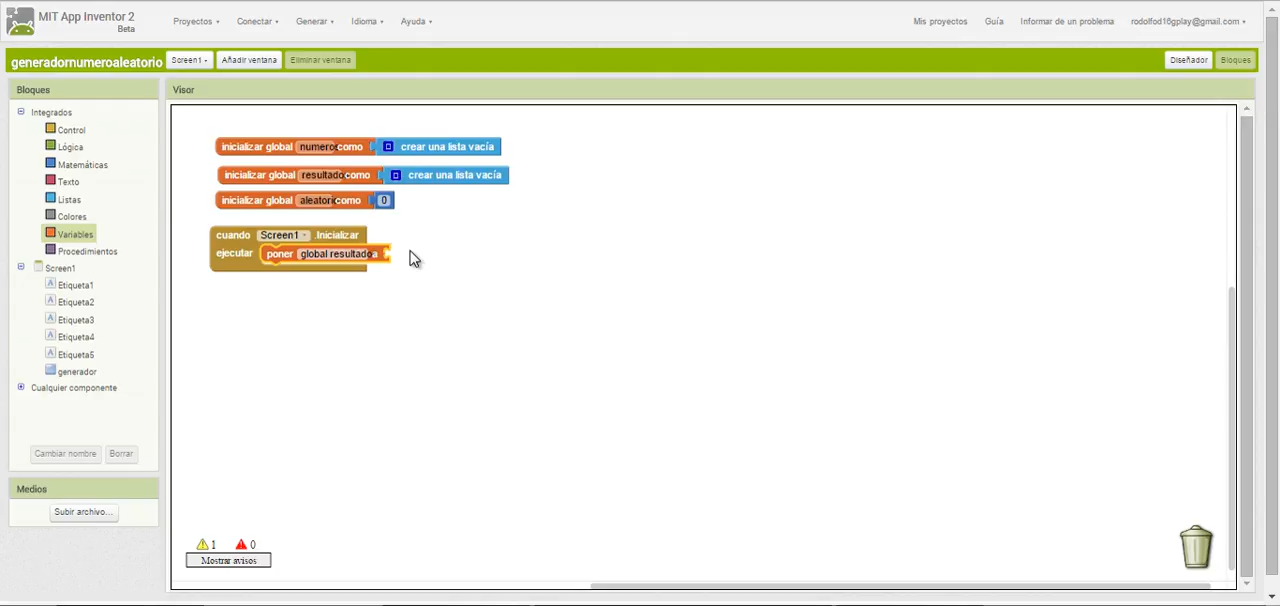 MIT App Inventor 2
Beta
Proyectos
Conectar
Generar
Idioma
Ayuda
Mis proyectos
Guía
Informar de un problema
rodolfod16gplay@gmail.com
generadornumeroaleatorio
Screen1
Añadir ventana
Eliminar ventana
Diseñador
Bloques
Bloques
Integrados
Control
Lógica
Matemáticas
Texto
Listas
Colores
Variables
Procedimientos
Screen1
Etiqueta1
Etiqueta2
Etiqueta3
Etiqueta4
Etiqueta5
generador
Cualquier componente
Cambiar nombre
Borrar
Medios
Subir archivo...
Visor
inicializar global numeros como crear una lista vacía
inicializar global resultado como crear una lista vacía
inicializar global aleatorio como 0
cuando Screen1 .Inicializar
ejecutar poner global resultado a
1
0
Mostrar avisos